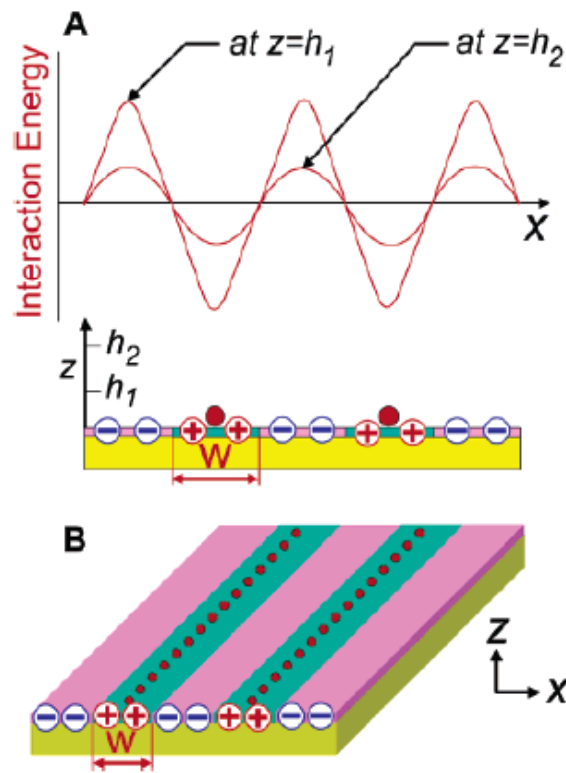 A
at z=h₁
at z=h₂
Interaction Energy
X
z
h₂
h₁
− − + + − − + + − −
W
B
Z
X
− − + + − − + + − −
W